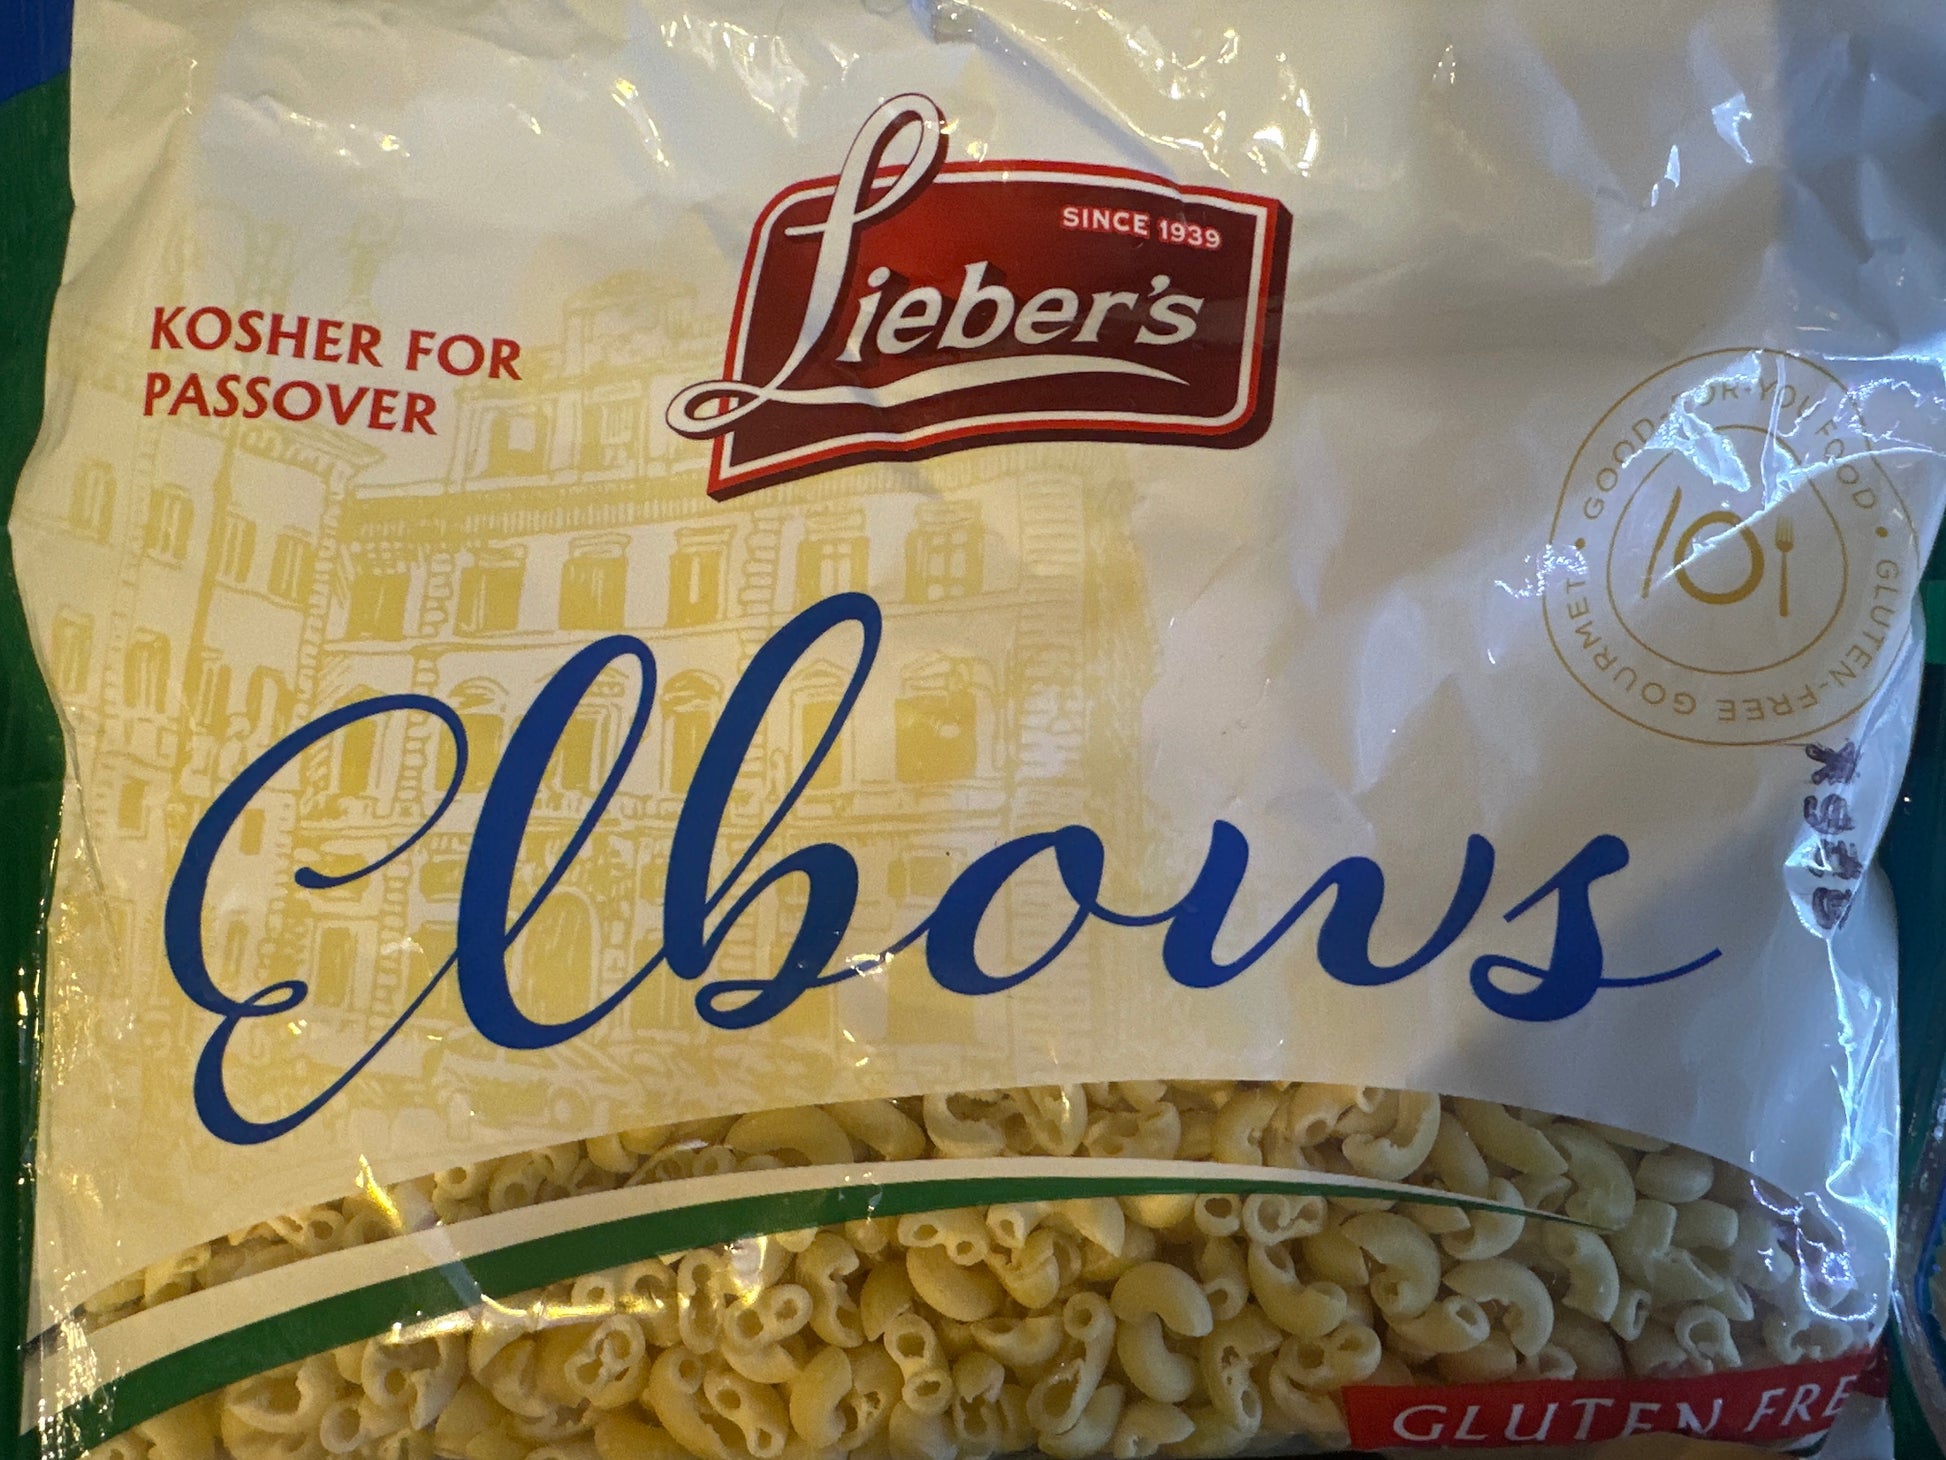 SINCE 1939
Lieber's
KOSHER FOR
PASSOVER
GOOD-FOR-YOU FOOD • GLUTEN-FREE GOURMET •
Elbows
GLUTEN FRE